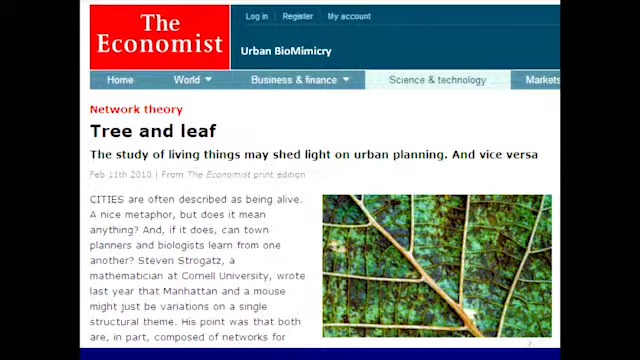 The
Economist
Log in
Register
My account
Urban BioMimicry
Home
World
Business & finance
Science & technology
Markets
Network theory
Tree and leaf
The study of living things may shed light on urban planning. And vice versa
Feb 11th 2010 | From The Economist print edition
CITIES are often described as being alive.
A nice metaphor, but does it mean
anything? And, if it does, can town
planners and biologists learn from one
another? Steven Strogatz, a
mathematician at Cornell University, wrote
last year that Manhattan and a mouse
might just be variations on a single
structural theme. His point was that both
are, in part, composed of networks for